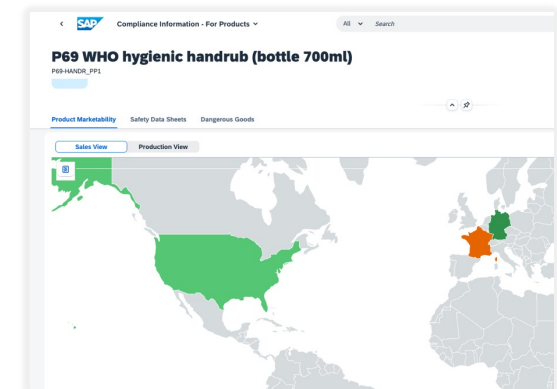 SAP Compliance Information - For Products All Search
P69 WHO hygienic handrub (bottle 700ml)
P69-HANDR_PP1
Product Marketability Safety Data Sheets Dangerous Goods
Sales View Production View